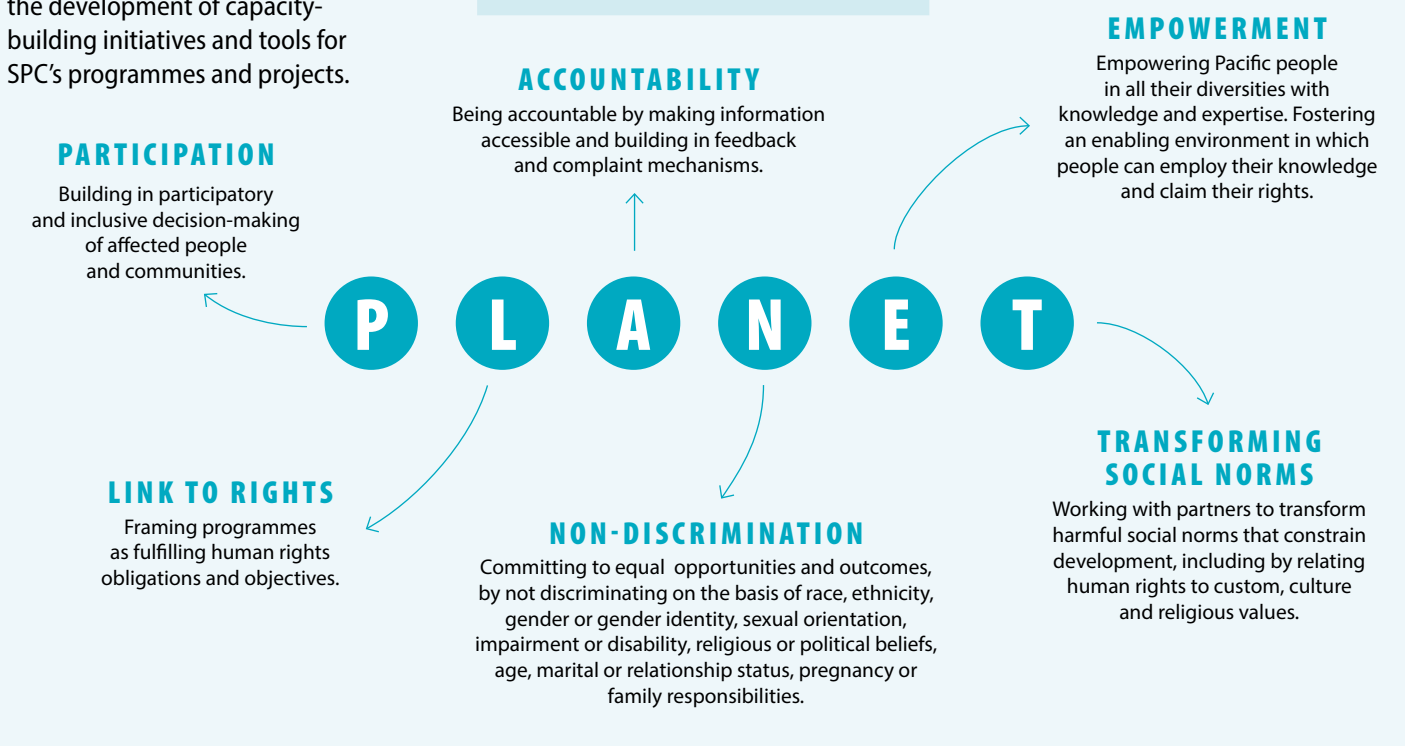 the development of capacity-
building initiatives and tools for
SPC's programmes and projects.
PARTICIPATION
Building in participatory
and inclusive decision-making
of affected people
and communities.
ACCOUNTABILITY
Being accountable by making information
accessible and building in feedback
and complaint mechanisms.
EMPOWERMENT
Empowering Pacific people
in all their diversities with
knowledge and expertise. Fostering
an enabling environment in which
people can employ their knowledge
and claim their rights.
P L A N E T
LINK TO RIGHTS
Framing programmes
as fulfilling human rights
obligations and objectives.
NON-DISCRIMINATION
Committing to equal opportunities and outcomes,
by not discriminating on the basis of race, ethnicity,
gender or gender identity, sexual orientation,
impairment or disability, religious or political beliefs,
age, marital or relationship status, pregnancy or
family responsibilities.
TRANSFORMING
SOCIAL NORMS
Working with partners to transform
harmful social norms that constrain
development, including by relating
human rights to custom, culture
and religious values.